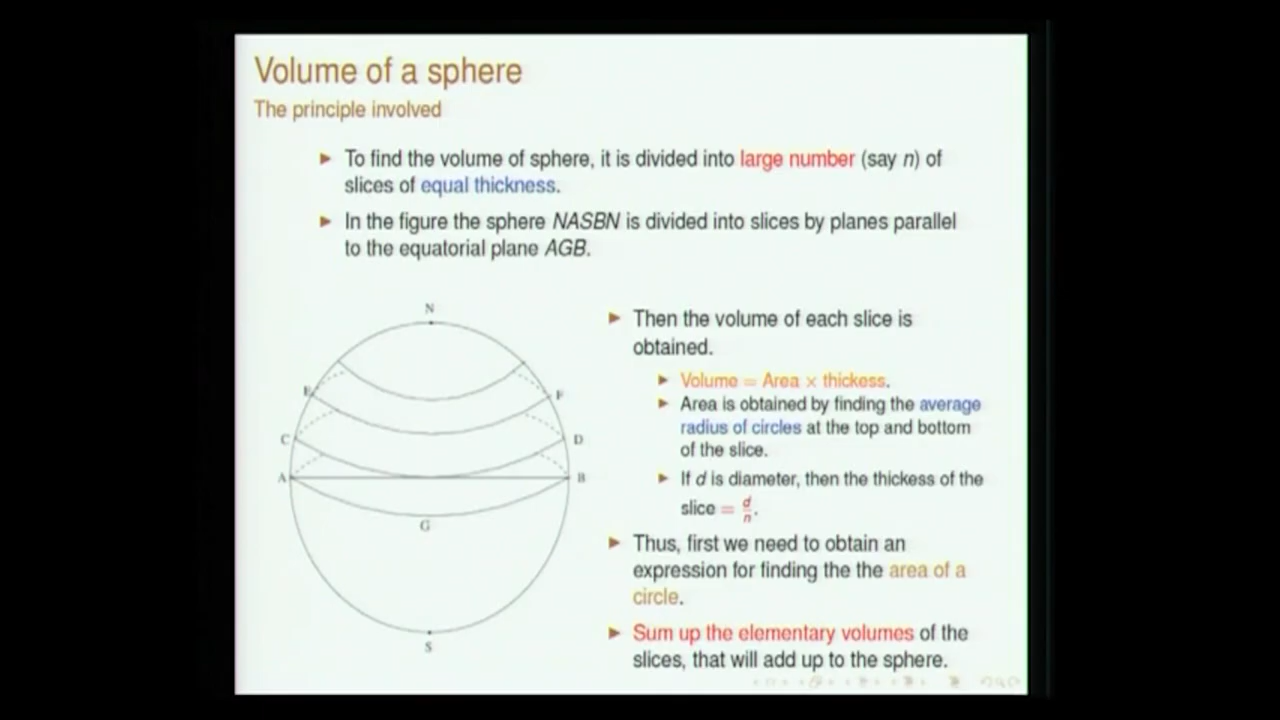 Volume of a sphere
The principle involved
► To find the volume of sphere, it is divided into large number (say n) of
slices of equal thickness.
► In the figure the sphere NASBN is divided into slices by planes parallel
to the equatorial plane AGB.
N
E
F
C
D
A
B
G
S
► Then the volume of each slice is
obtained.
► Volume = Area × thickess.
► Area is obtained by finding the average
radius of circles at the top and bottom
of the slice.
► If d is diameter, then the thickess of the
slice = d/n.
► Thus, first we need to obtain an
expression for finding the the area of a
circle.
► Sum up the elementary volumes of the
slices, that will add up to the sphere.